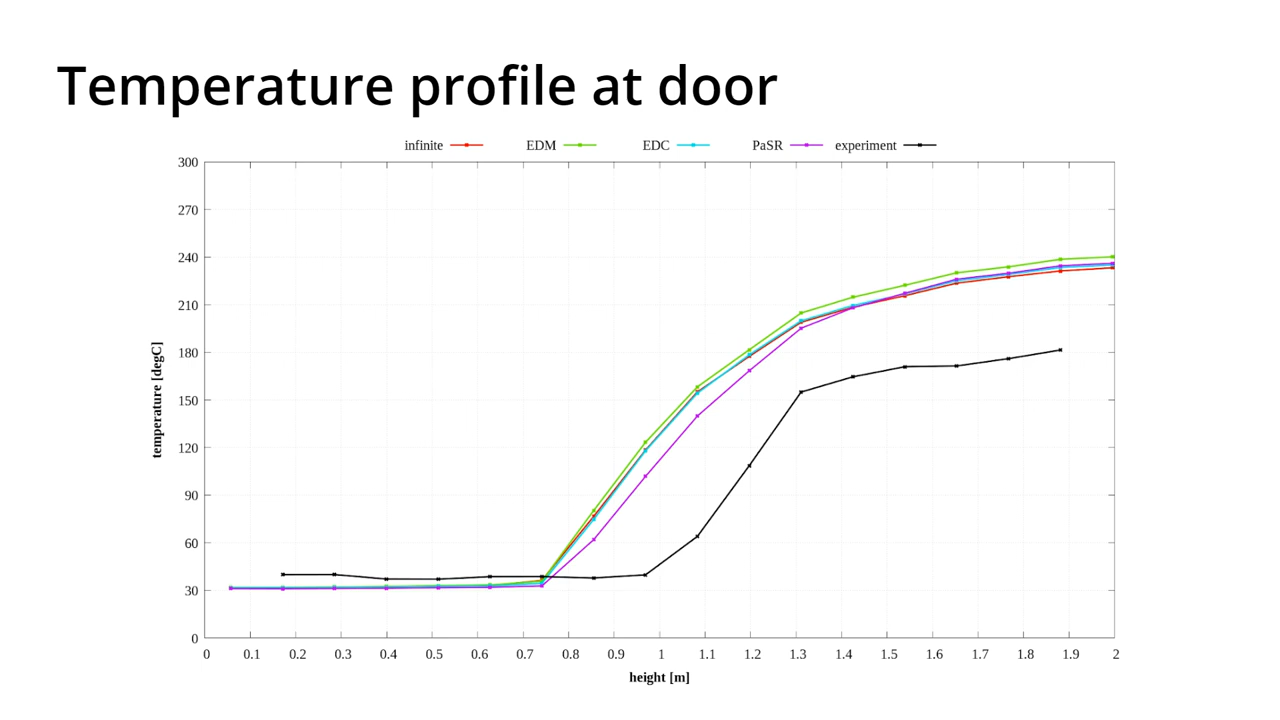 Temperature profile at door
infinite EDM EDC PaSR experiment
300
270
240
210
180
150
120
90
60
30
0
temperature [degC]
0 0.1 0.2 0.3 0.4 0.5 0.6 0.7 0.8 0.9 1 1.1 1.2 1.3 1.4 1.5 1.6 1.7 1.8 1.9 2
height [m]